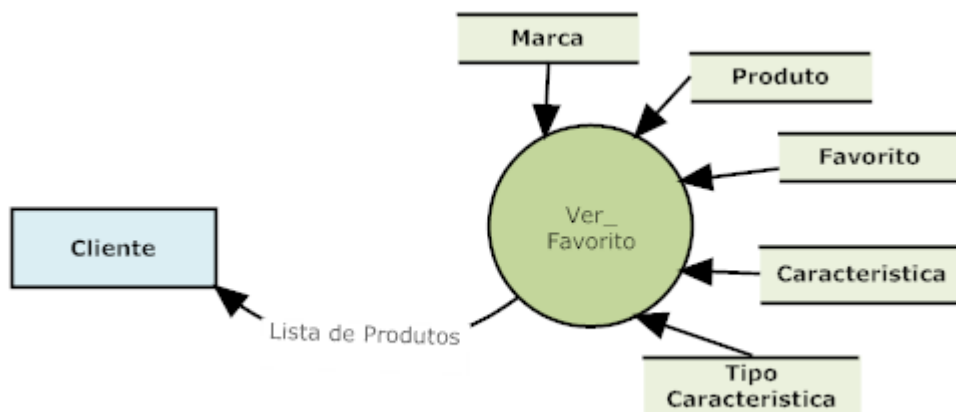 Marca
Produto
Favorito
Ver_
Favorito
Cliente
Caracteristica
Lista de Produtos
Tipo
Caracteristica